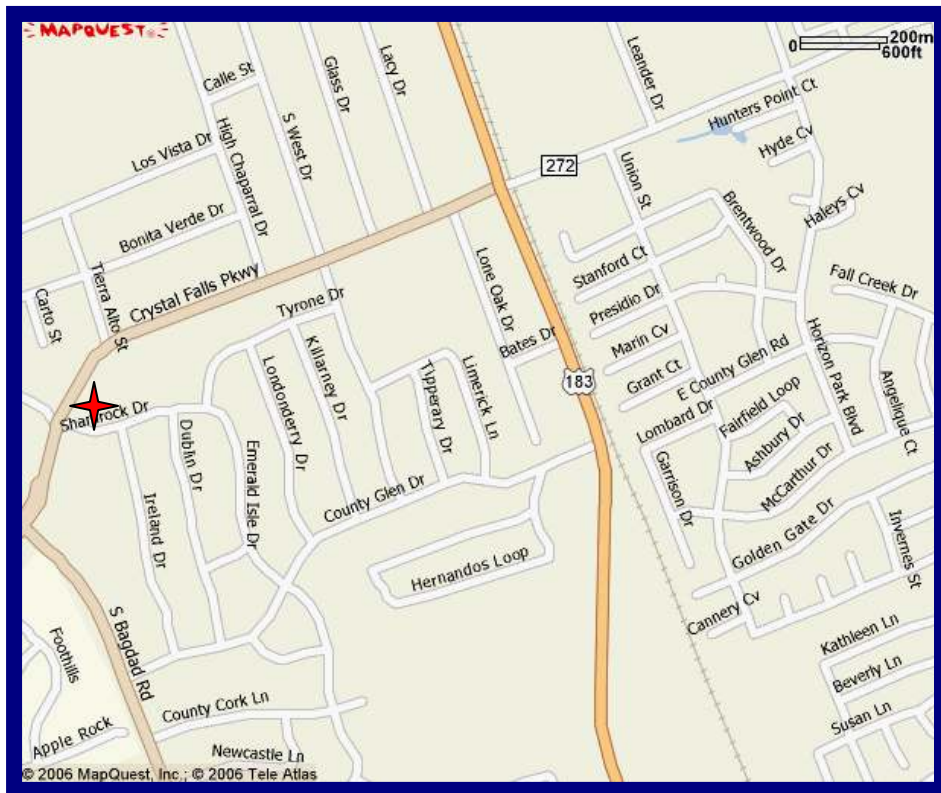 MAPQUEST
0 200m
600ft
Calle St
Glass Dr
Lacy Dr
Leander Dr
Hunters Point Ct
Los Vista Dr
High Chaparral Dr
S West Dr
272
Union St
Hyde Cv
Haleys Cv
Bonita Verde Dr
Brentwood Dr
Stanford Ct
Carto St
Tierra Alto St
Crystal Falls Pkwy
Tyrone Dr
Lone Oak Dr
Presidio Dr
Fall Creek Dr
Bates Dr
Marin Cv
Killarney Dr
Londonderry Dr
Tipperary Dr
Limerick Ln
183
Grant Ct
E County Glen Rd
Horizon Park Blvd
Angelique Ct
Shamrock Dr
Lombard Dr
Fairfield Loop
Ashbury Dr
Dublin Dr
Emerald Isle Dr
Ireland Dr
County Glen Dr
Garrison Dr
McCarthur Dr
Golden Gate Dr
Invernes St
Hernandos Loop
Cannery Cv
S Bagdad Rd
Foothills
Kathleen Ln
Beverly Ln
Susan Ln
County Cork Ln
Apple Rock
Newcastle Ln
© 2006 MapQuest, Inc.; © 2006 Tele Atlas